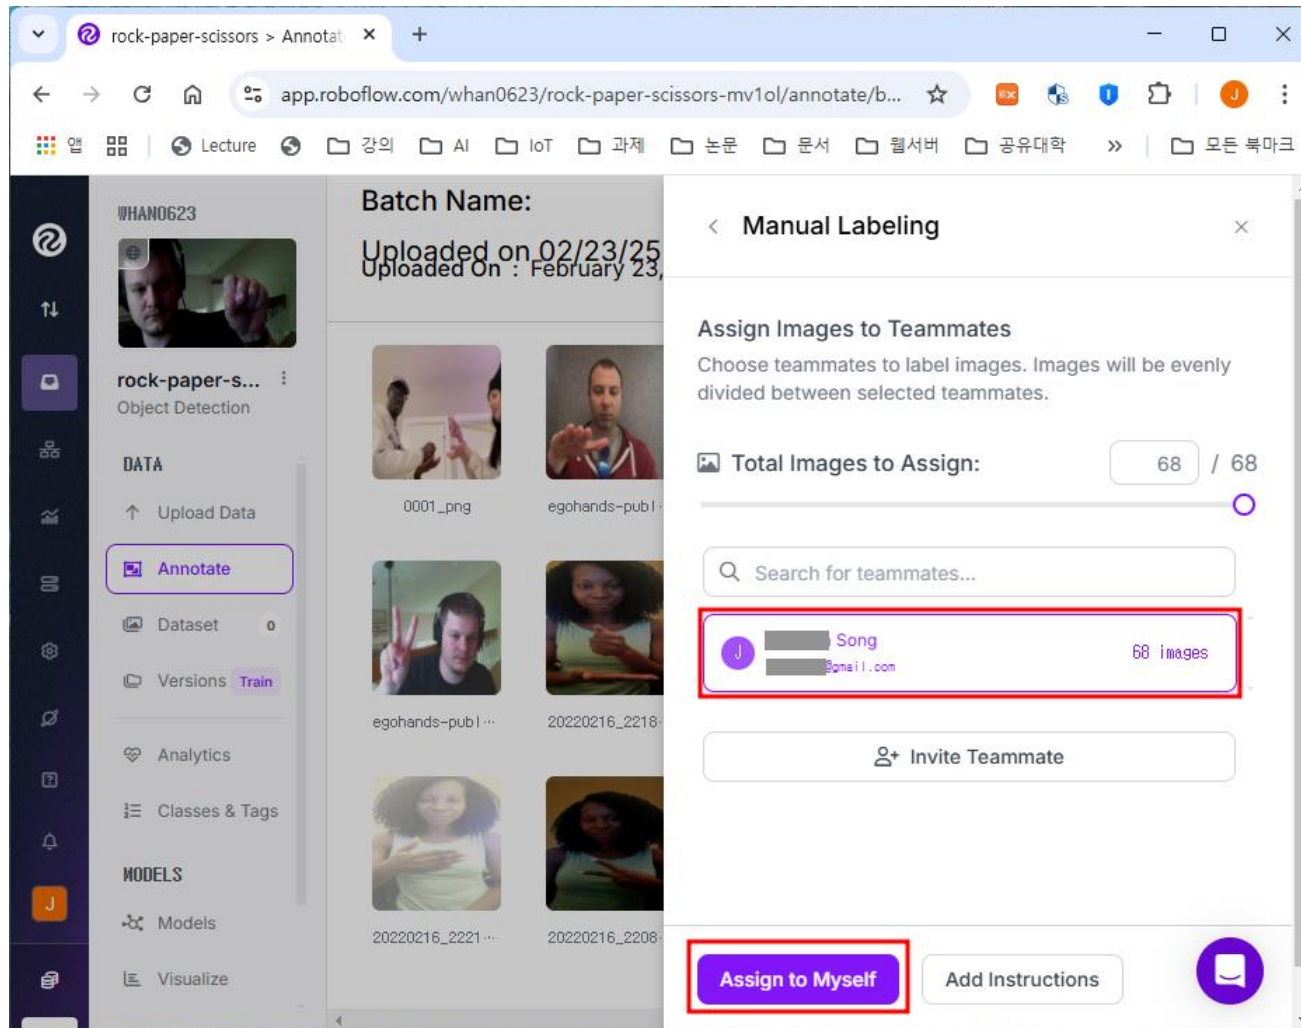 rock-paper-scissors > Annotat
app.roboflow.com/whan0623/rock-paper-scissors-mv1ol/annotate/b...
J
앱
Lecture
강의
AI
IoT
과제
논문
문서
웹서버
공유대학
»
모든 북마크
WHAN0623
rock-paper-s...
Object Detection
DATA
Upload Data
Annotate
Dataset 0
Versions Train
Analytics
Classes & Tags
MODELS
Models
Visualize
J
Batch Name:
Uploaded on 02/23/25
Uploaded On : February 23,
0001_png
egohands-publ
egohands-publ...
20220216_2218
20220216_2221...
20220216_2208
Manual Labeling
Assign Images to Teammates
Choose teammates to label images. Images will be evenly
divided between selected teammates.
Total Images to Assign: 68 / 68
Search for teammates...
J
Song
@gmail.com
68 images
Invite Teammate
Assign to Myself
Add Instructions